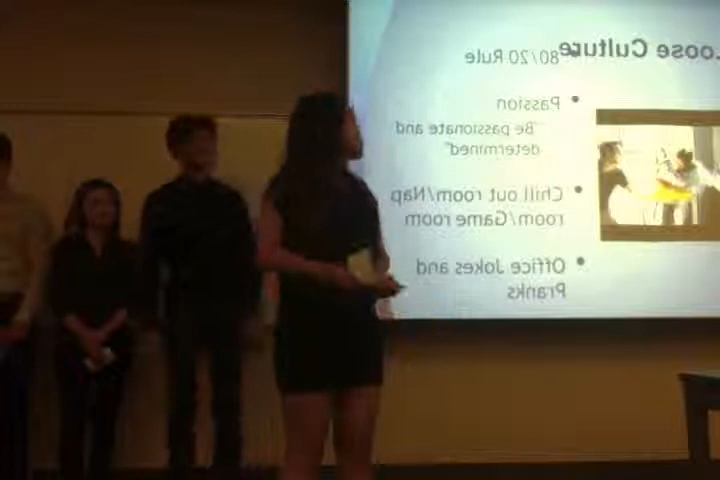 Loose Culture
80/20 Rule
• Passion
"Be passionate and
determined"
• Chill out room/Nap
room/Game room
• Office Jokes and
Pranks